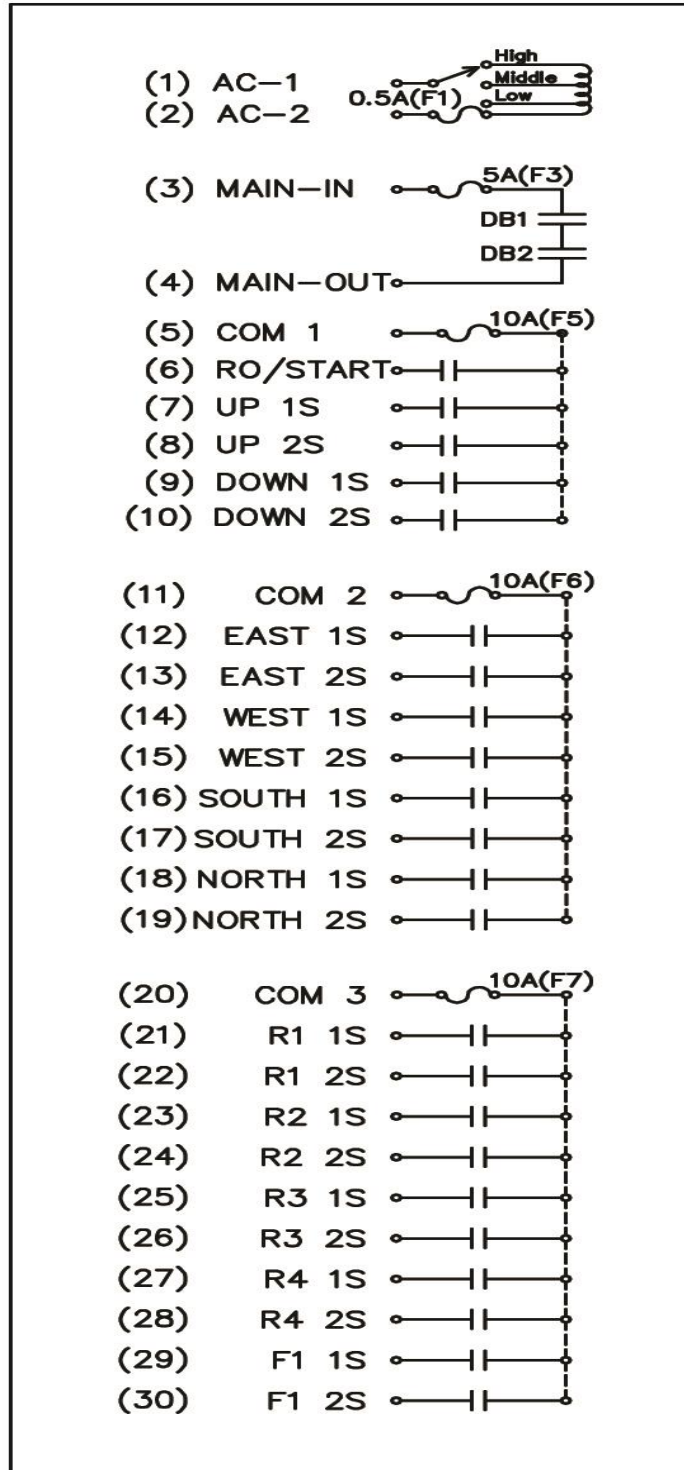 High
(1) AC-1
Middle
0.5A(F1)
Low
(2) AC-2
(3) MAIN-IN
5A(F3)
DB1
DB2
(4) MAIN-OUT
(5) COM 1
10A(F5)
(6) RO/START
(7) UP 1S
(8) UP 2S
(9) DOWN 1S
(10) DOWN 2S
(11) COM 2
10A(F6)
(12) EAST 1S
(13) EAST 2S
(14) WEST 1S
(15) WEST 2S
(16) SOUTH 1S
(17) SOUTH 2S
(18) NORTH 1S
(19) NORTH 2S
(20) COM 3
10A(F7)
(21) R1 1S
(22) R1 2S
(23) R2 1S
(24) R2 2S
(25) R3 1S
(26) R3 2S
(27) R4 1S
(28) R4 2S
(29) F1 1S
(30) F1 2S